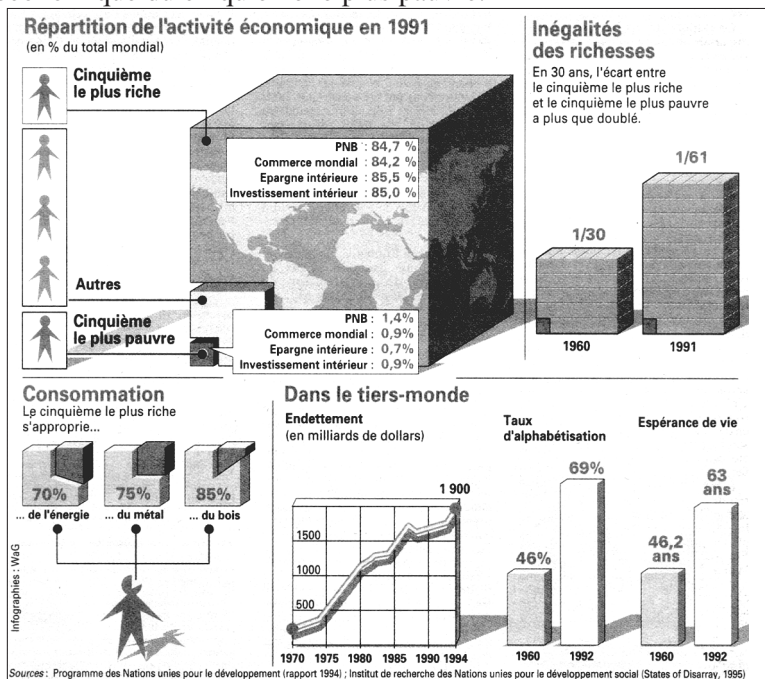 Répartition de l'activité économique en 1991
(en % du total mondial)
Cinquième
le plus riche
PNB : 84,7 %
Commerce mondial : 84,2 %
Epargne intérieure : 85,5 %
Investissement intérieur : 85,0 %
Autres
Cinquième
le plus pauvre
PNB : 1,4%
Commerce mondial : 0,9%
Epargne intérieure : 0,7%
Investissement intérieur : 0,9%
Inégalités
des richesses
En 30 ans, l'écart entre
le cinquième le plus riche
et le cinquième le plus pauvre
a plus que doublé.
1/30
1/61
1960
1991
Consommation
Le cinquième le plus riche
s'approprie...
70%
75%
85%
... de l'énergie
... du métal
... du bois
Infographies : WaG
Dans le tiers-monde
Endettement
(en milliards de dollars)
1 900
1500
1000
500
1970 1975 1980 1985 1990 1994
Taux
d'alphabétisation
46%
69%
1960
1992
Espérance de vie
46,2
ans
63
ans
1960
1992
Sources : Programme des Nations unies pour le développement (rapport 1994) ; Institut de recherche des Nations unies pour le développement social (States of Disarray, 1995)